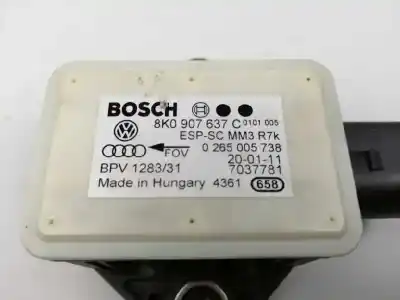 BOSCH
8K0 907 637 C 0101 005
ESP-SC MM3 R7k
FOV 0 265 005 738
20-01-11
BPV 1283/31 7037781
Made in Hungary 4361 658